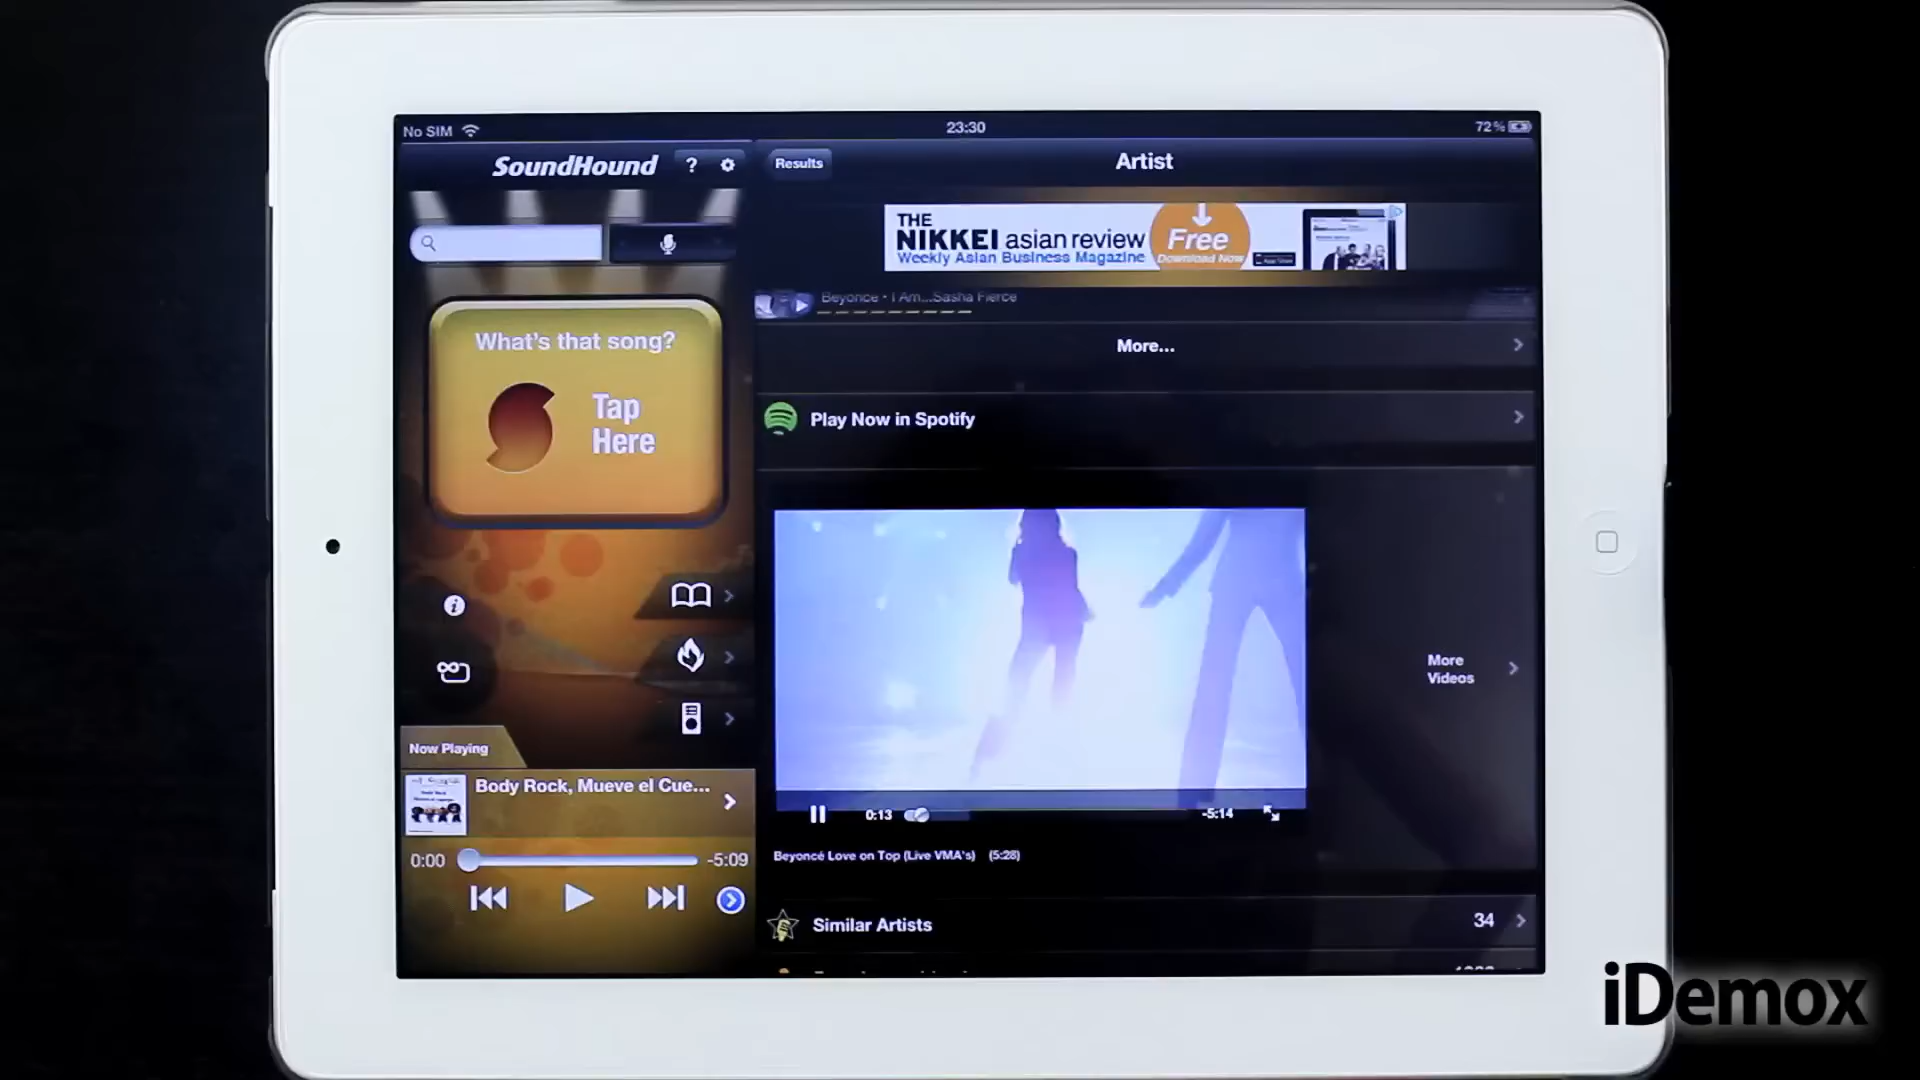 No SIM
23:30
72%
SoundHound
?
Results
Artist
THE
NIKKEI asian review
Weekly Asian Business Magazine
Free
Download Now
App Store
Beyoncé • I Am...Sasha Fierce
What's that song?
Tap
Here
More...
Play Now in Spotify
More
Videos
Now Playing
Body Rock, Mueve el Cue...
0:00
-5:09
0:13
-5:14
Beyoncé Love on Top (Live VMA's) (5:28)
Similar Artists
34
iDemox